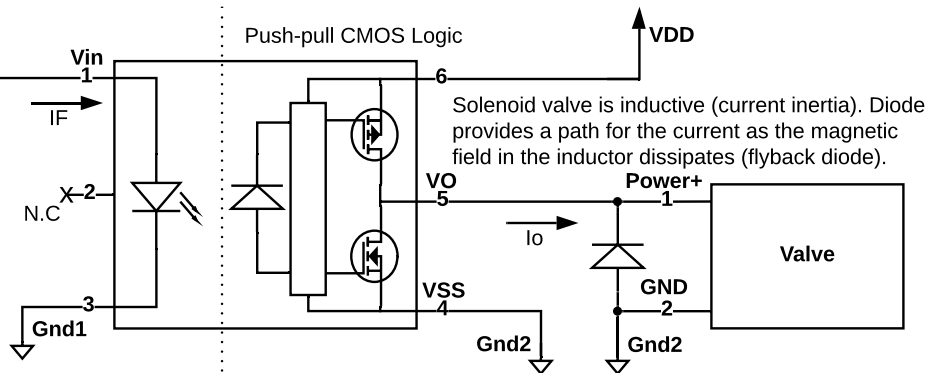 Push-pull CMOS Logic
VDD
Vin
1
6
IF
Solenoid valve is inductive (current inertia). Diode
provides a path for the current as the magnetic
field in the inductor dissipates (flyback diode).
X 2
N.C
VO
5
Power+
1
Io
Valve
3
Gnd1
VSS
4
GND
2
Gnd2
Gnd2